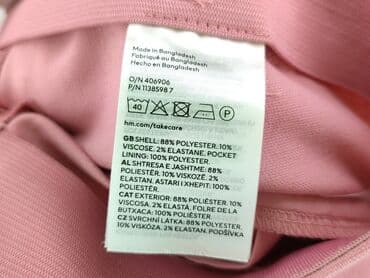 Made in Bangladesh
Fabriqué au Bangladesh
Hecho en Bangladesh
O/N 406906
P/N 1138598 7
40
P
hm.com/takecare
GB SHELL: 88% POLYESTER, 10%
VISCOSE, 2% ELASTANE. POCKET
LINING: 100% POLYESTER.
AL SHTRESA E JASHTME: 88%
POLIESTËR, 10% VISKOZË, 2%
ELASTAN. ASTARI I XHEPIT: 100%
POLIESTËR.
CAT EXTERIOR: 88% POLIÈSTER, 10%
VISCOSA, 2% ELASTÀ. FOLRE DE LA
BUTXACA: 100% POLIÈSTER.
CZ SVRCHNÍ LÁTKA: 88% POLYESTER,
10% VISKÓZA, 2% ELASTAN. PODŠÍVKA